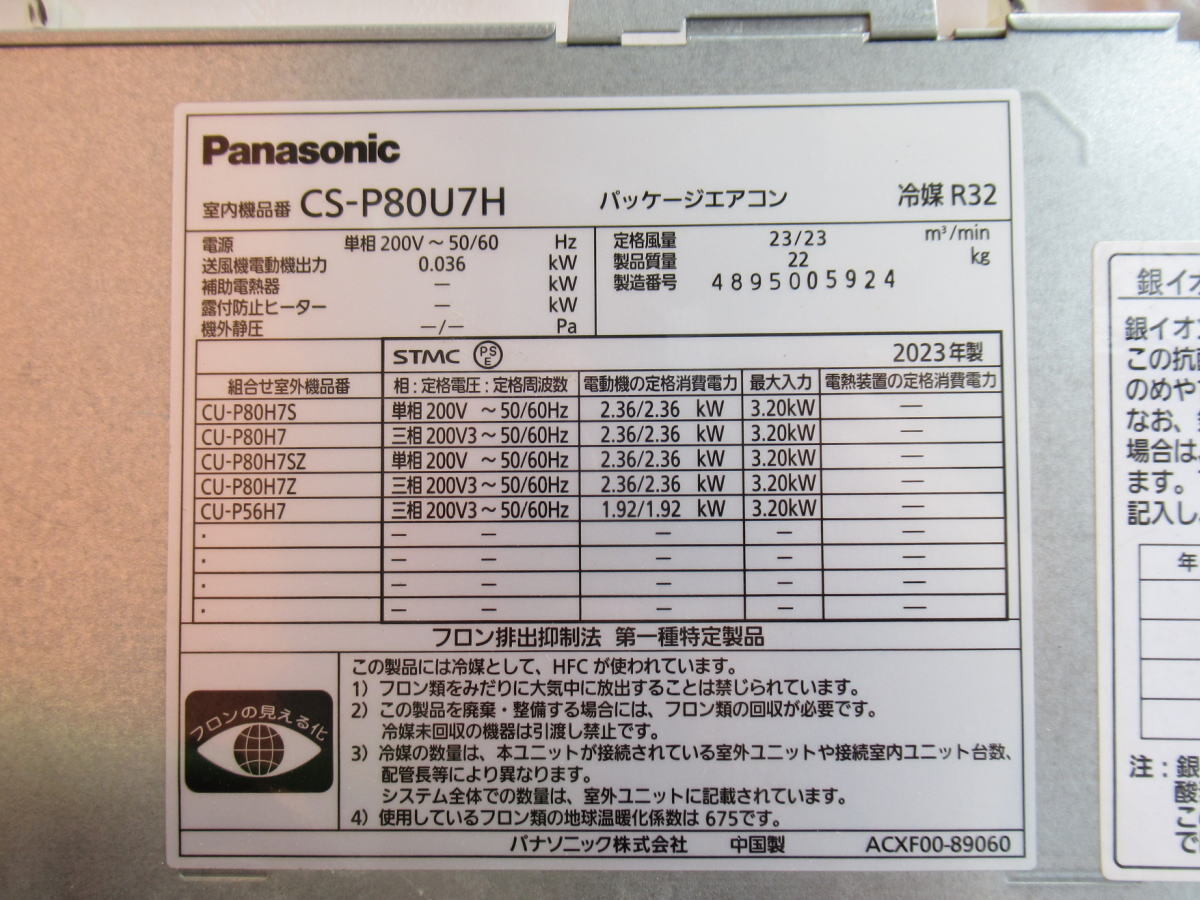 Panasonic
室内機品番 CS-P80U7H パッケージエアコン 冷媒 R32
電源 単相 200V ～ 50/60 Hz
送風機電動機出力 0.036 kW
補助電熱器 － kW
露付防止ヒーター － kW
機外静圧 －/－ Pa
定格風量 23/23 m³/min
製品質量 22 kg
製造番号 4895005924
STMC PSE 2023年製
組合せ室外機品番 相：定格電圧：定格周波数 電動機の定格消費電力 最大入力 電熱装置の定格消費電力
CU-P80H7S 単相 200V ～ 50/60Hz 2.36/2.36 kW 3.20kW －
CU-P80H7 三相 200V3 ～ 50/60Hz 2.36/2.36 kW 3.20kW －
CU-P80H7SZ 単相 200V ～ 50/60Hz 2.36/2.36 kW 3.20kW －
CU-P80H7Z 三相 200V3 ～ 50/60Hz 2.36/2.36 kW 3.20kW －
CU-P56H7 三相 200V3 ～ 50/60Hz 1.92/1.92 kW 3.20kW －
・ － － － － －
・ － － － － －
・ － － － － －
・ － － － － －
フロン排出抑制法 第一種特定製品
フロンの見える化
この製品には冷媒として、HFC が使われています。
1）フロン類をみだりに大気中に放出することは禁じられています。
2）この製品を廃棄・整備する場合には、フロン類の回収が必要です。
冷媒未回収の機器は引渡し禁止です。
3）冷媒の数量は、本ユニットが接続されている室外ユニットや接続室内ユニット台数、
配管長等により異なります。
システム全体での数量は、室外ユニットに記載されています。
4）使用しているフロン類の地球温暖化係数は 675です。
パナソニック株式会社 中国製 ACXF00-89060
銀イオ
銀イオン
この抗菌
のめや
なお、
場合は、
ます。
記入し
年
注：銀
酸
こ
で